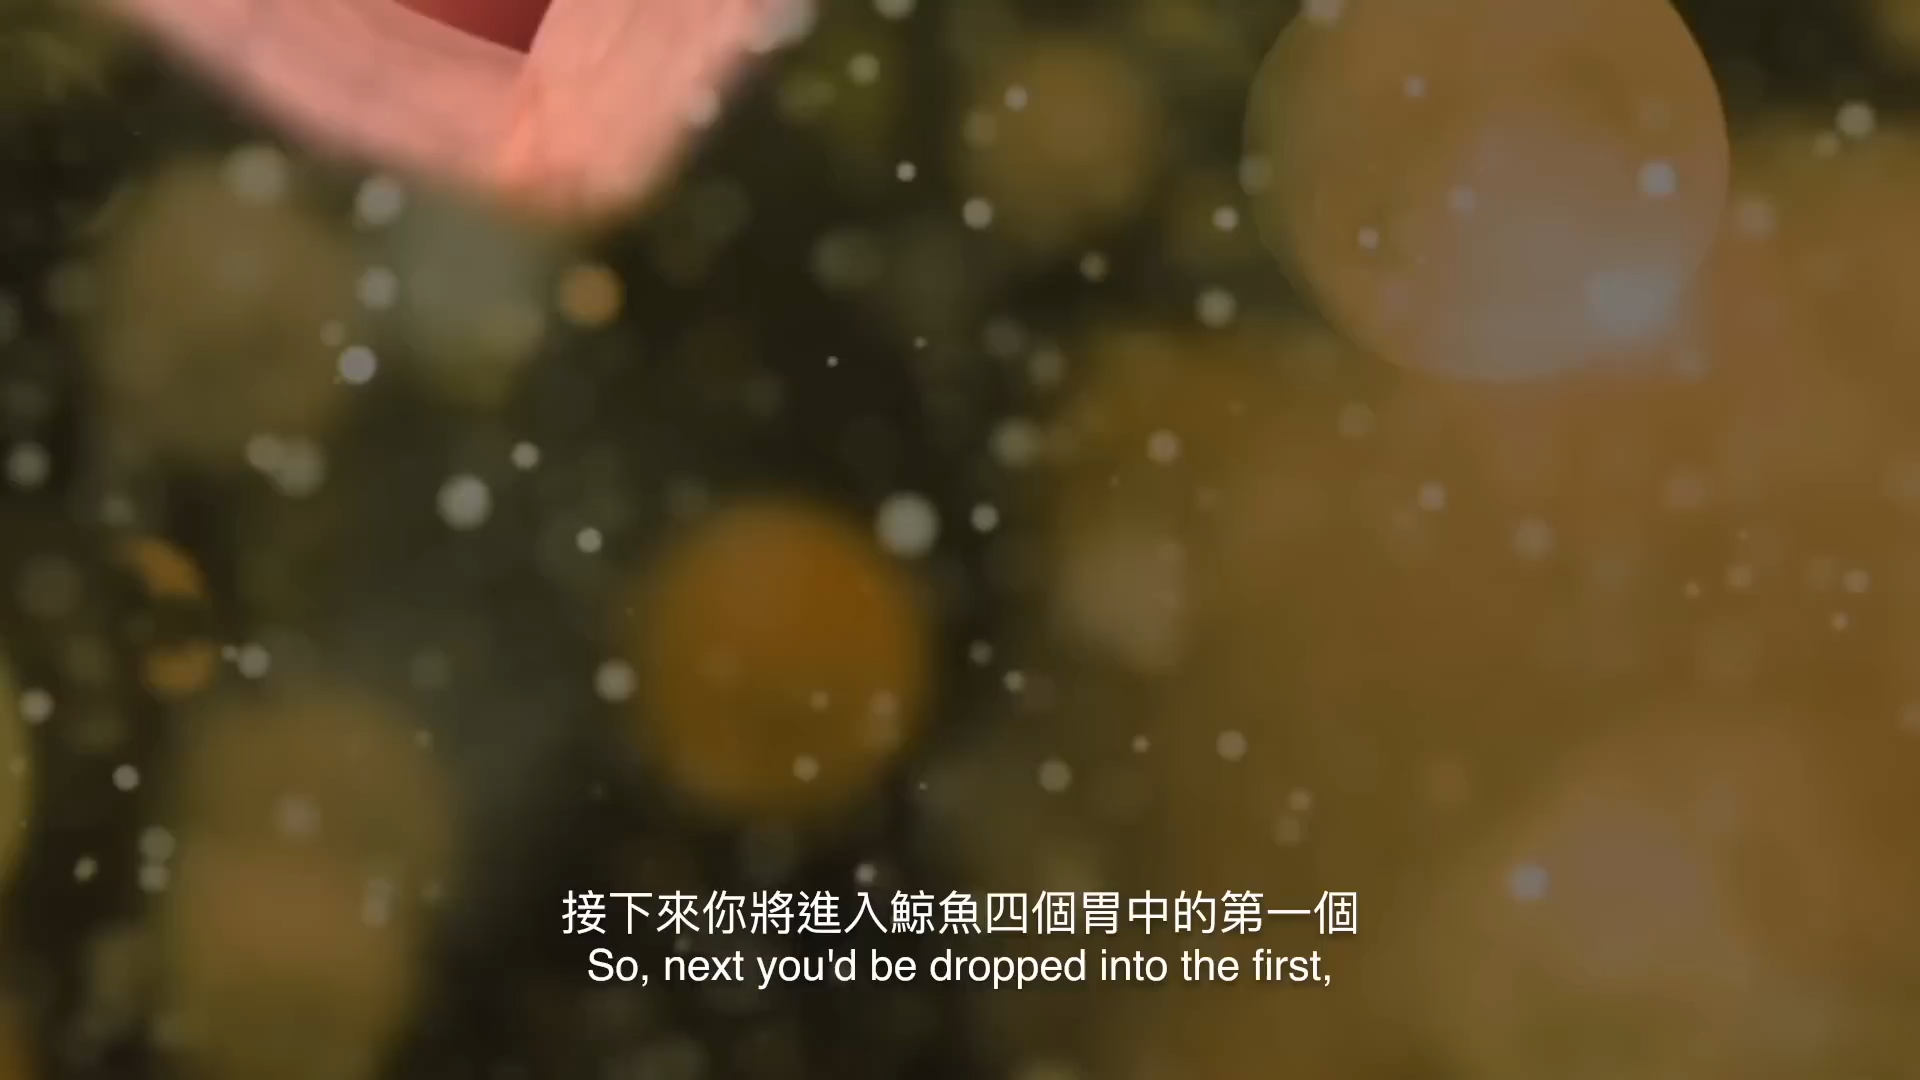 接下來你將進入鯨魚四個胃中的第一個
So, next you'd be dropped into the first,